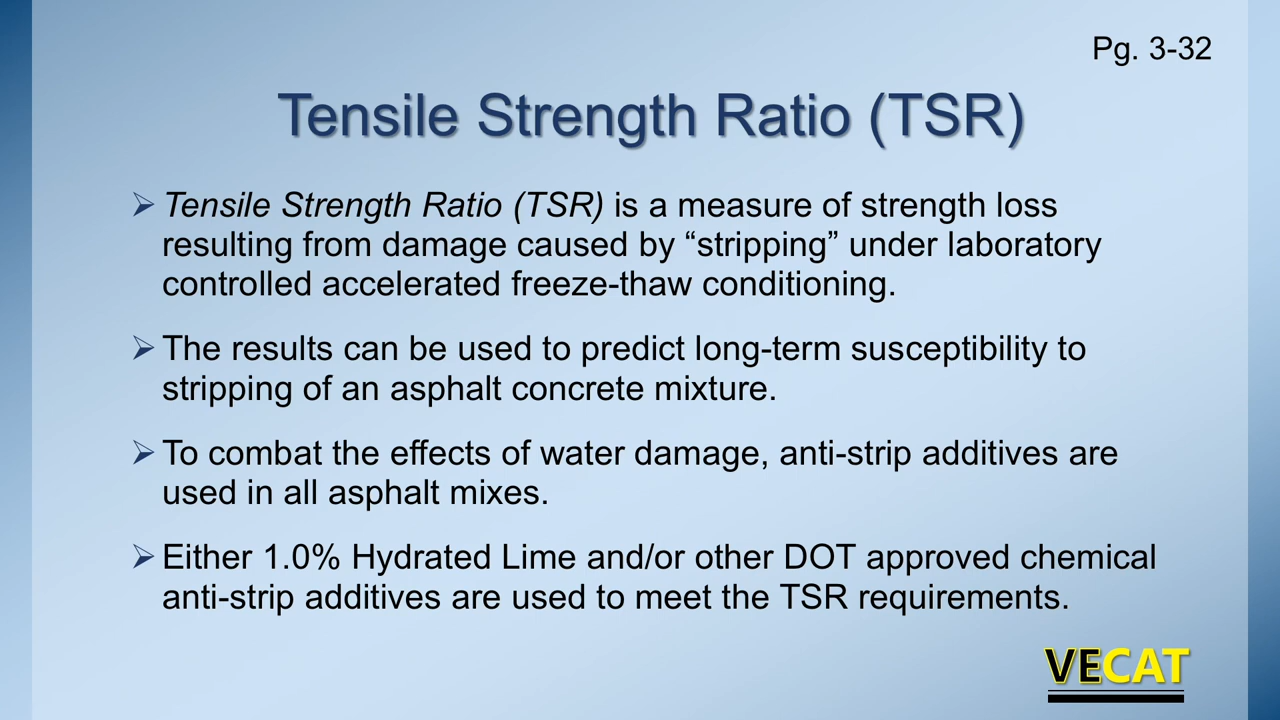 Pg. 3-32
Tensile Strength Ratio (TSR)
➢ Tensile Strength Ratio (TSR) is a measure of strength loss
resulting from damage caused by “stripping” under laboratory
controlled accelerated freeze-thaw conditioning.
➢ The results can be used to predict long-term susceptibility to
stripping of an asphalt concrete mixture.
➢ To combat the effects of water damage, anti-strip additives are
used in all asphalt mixes.
➢ Either 1.0% Hydrated Lime and/or other DOT approved chemical
anti-strip additives are used to meet the TSR requirements.
VECAT